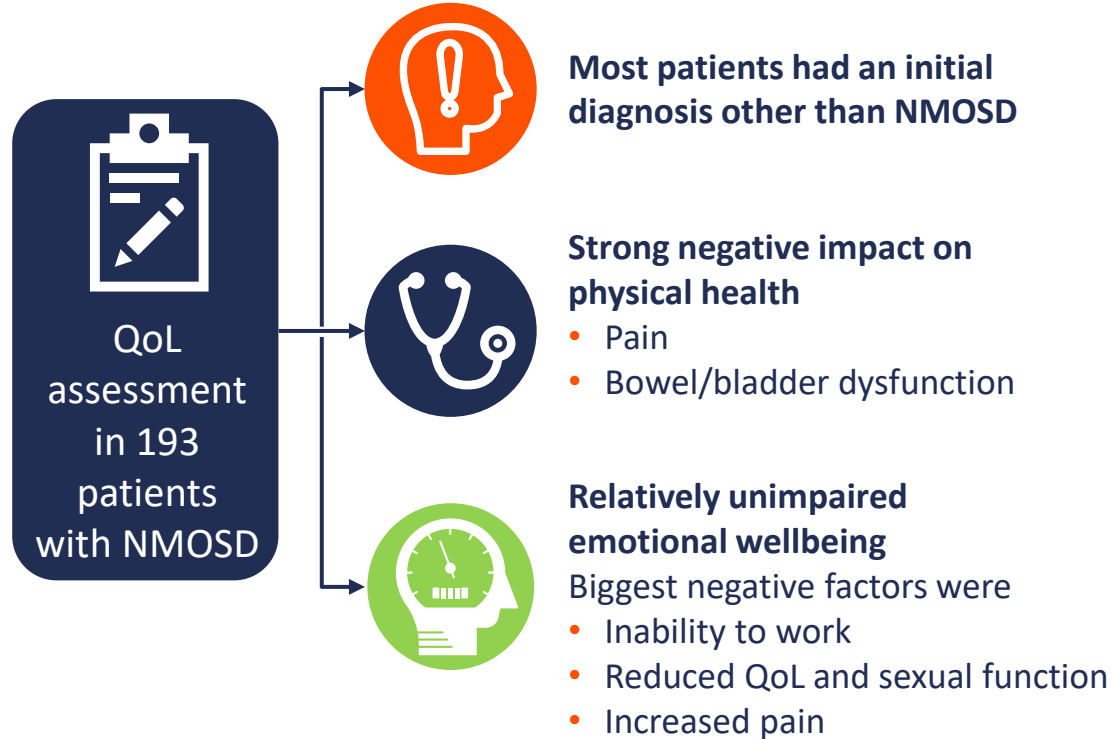 QoL
assessment
in 193
patients
with NMOSD
Most patients had an initial
diagnosis other than NMOSD
Strong negative impact on
physical health
• Pain
• Bowel/bladder dysfunction
Relatively unimpaired
emotional wellbeing
Biggest negative factors were
• Inability to work
• Reduced QoL and sexual function
• Increased pain